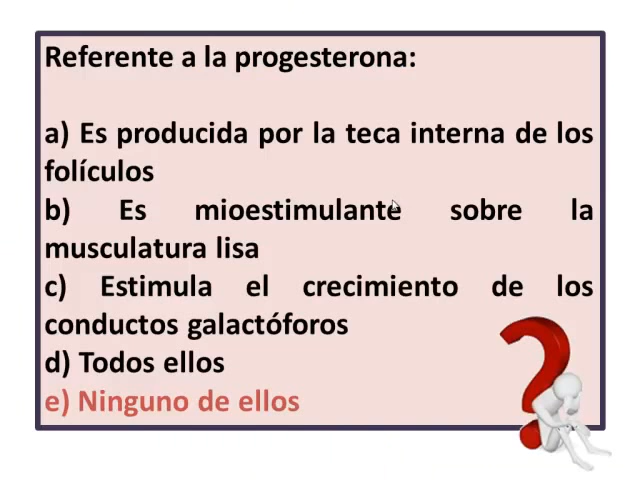 Referente a la progesterona:
a) Es producida por la teca interna de los
folículos
b) Es mioestimulante sobre la
musculatura lisa
c) Estimula el crecimiento de los
conductos galactóforos
d) Todos ellos
e) Ninguno de ellos